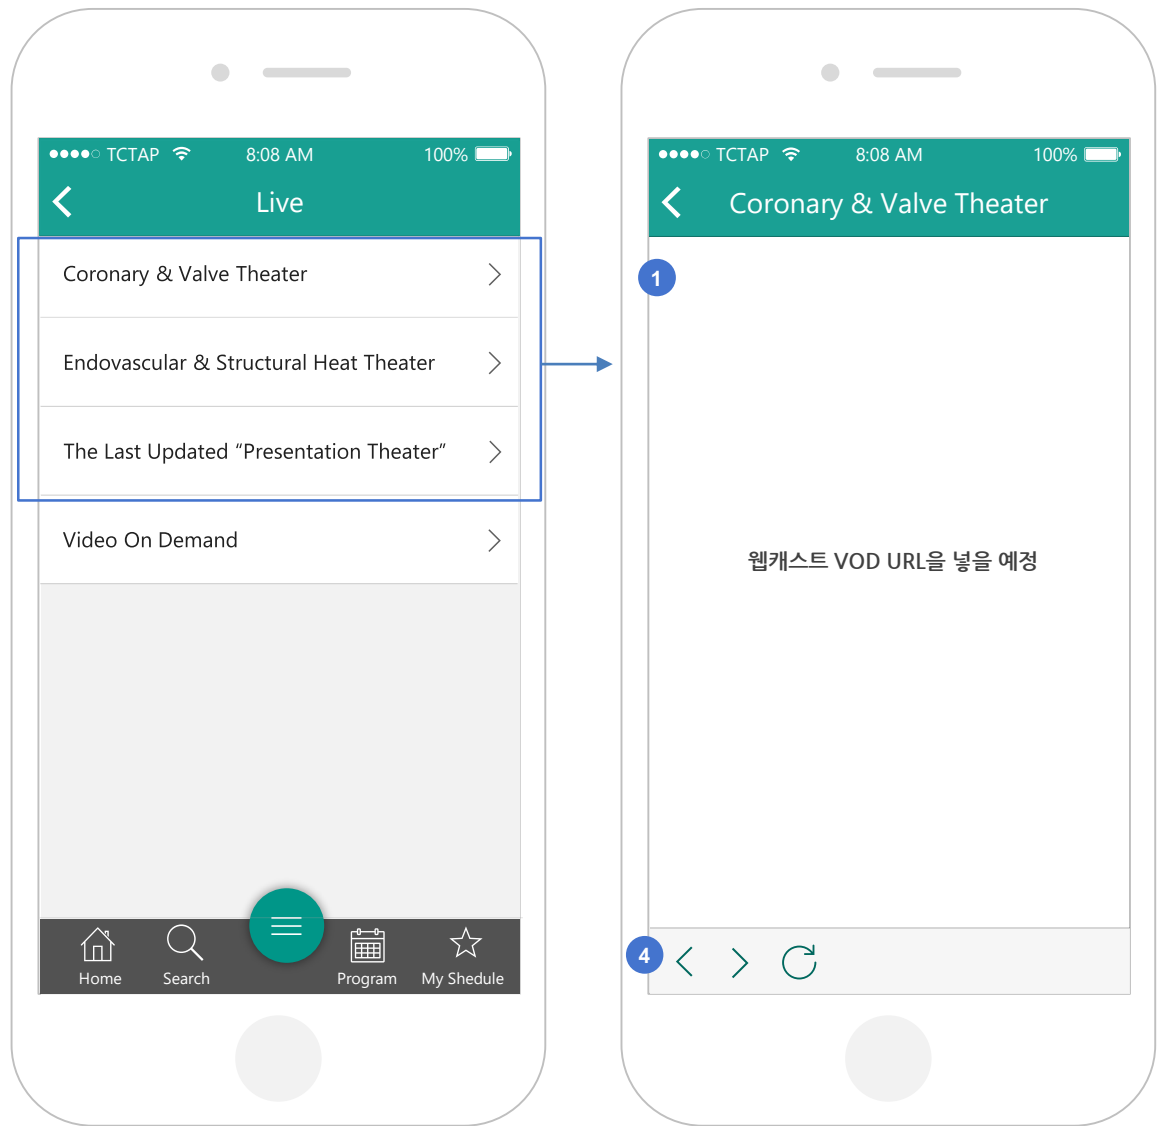 TCTAP 8:08 AM 100%
Live
Coronary & Valve Theater
Endovascular & Structural Heat Theater
The Last Updated “Presentation Theater”
Video On Demand
Home Search Program My Shedule
TCTAP 8:08 AM 100%
Coronary & Valve Theater
1
웹캐스트 VOD URL을 넣을 예정
4